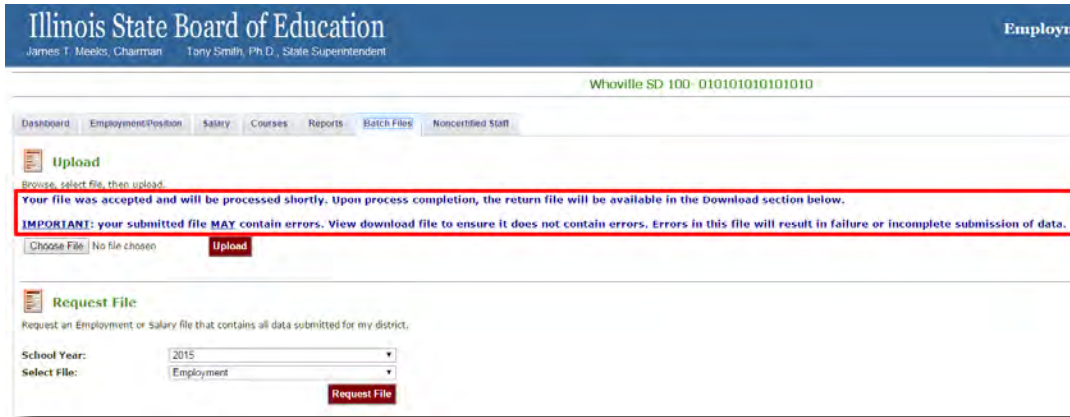 Illinois State Board of Education
Employm
James T. Meeks, Chairman Tony Smith, Ph.D., State Superintendent
Whoville SD 100- 010101010101010
Dashboard Employment/Position Salary Courses Reports Batch Files Noncertified Staff
Upload
Browse, select file, then upload.
Your file was accepted and will be processed shortly. Upon process completion, the return file will be available in the Download section below.
IMPORTANT: your submitted file MAY contain errors. View download file to ensure it does not contain errors. Errors in this file will result in failure or incomplete submission of data.
Choose File No file chosen Upload
Request File
Request an Employment or Salary file that contains all data submitted for my district.
School Year: 2015
Select File: Employment
Request File